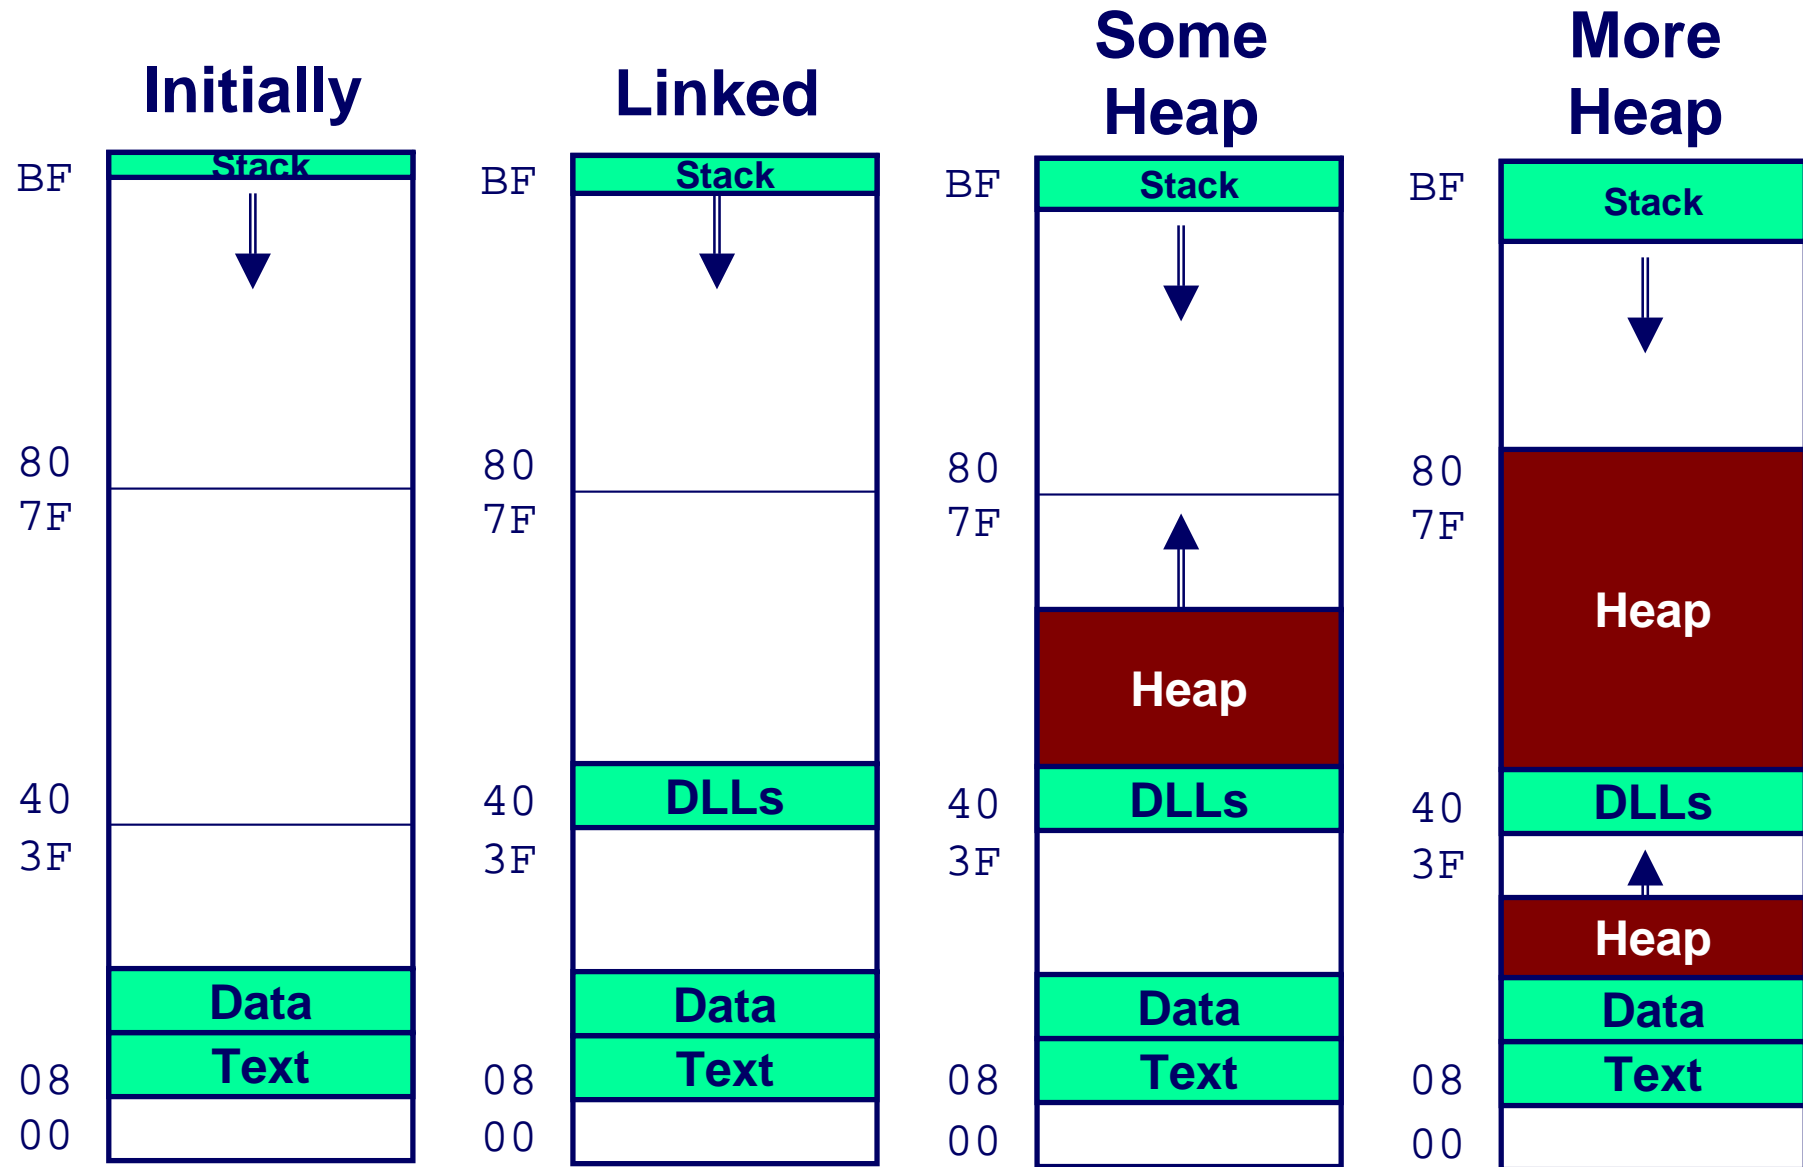 Initially
BF
Stack
80
7F
40
3F
Data
Text
08
00
Linked
BF
Stack
80
7F
DLLs
40
3F
Data
Text
08
00
Some
Heap
BF
Stack
80
7F
Heap
DLLs
40
3F
Data
Text
08
00
More
Heap
BF
Stack
80
7F
Heap
DLLs
40
3F
Heap
Data
Text
08
00